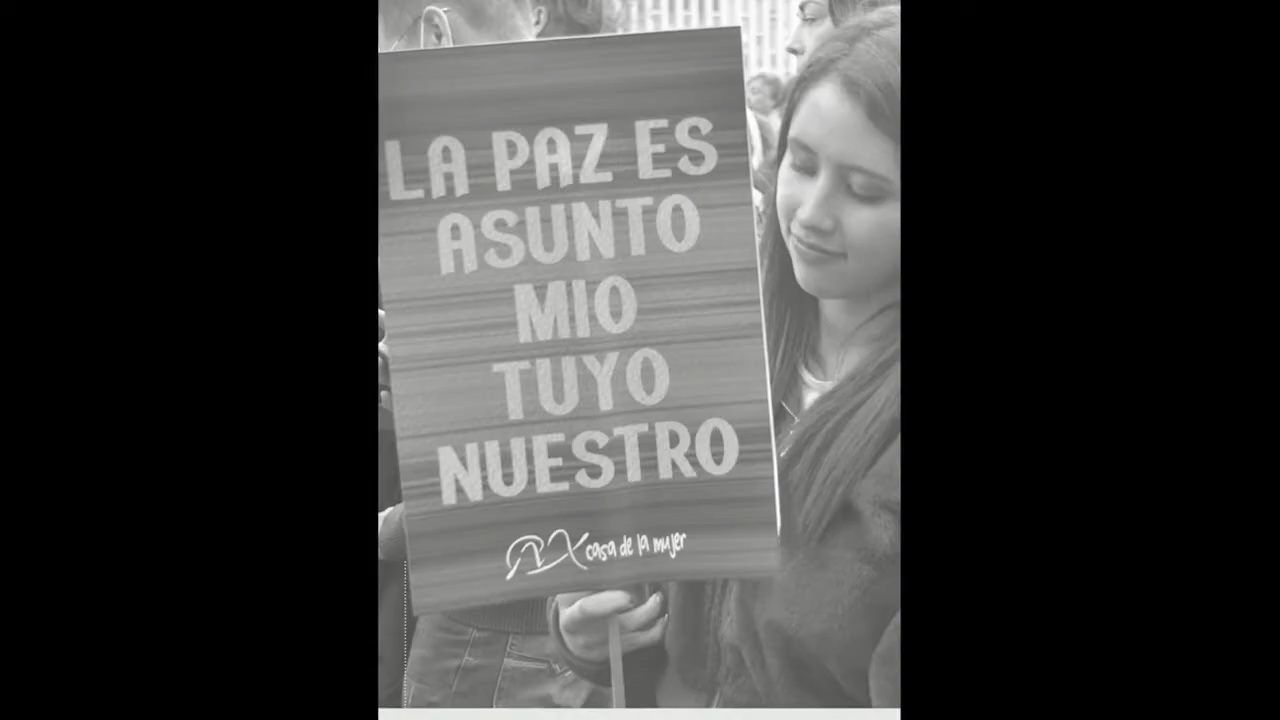 LA PAZ ES
ASUNTO
MIO
TUYO
NUESTRO
casa de la mujer